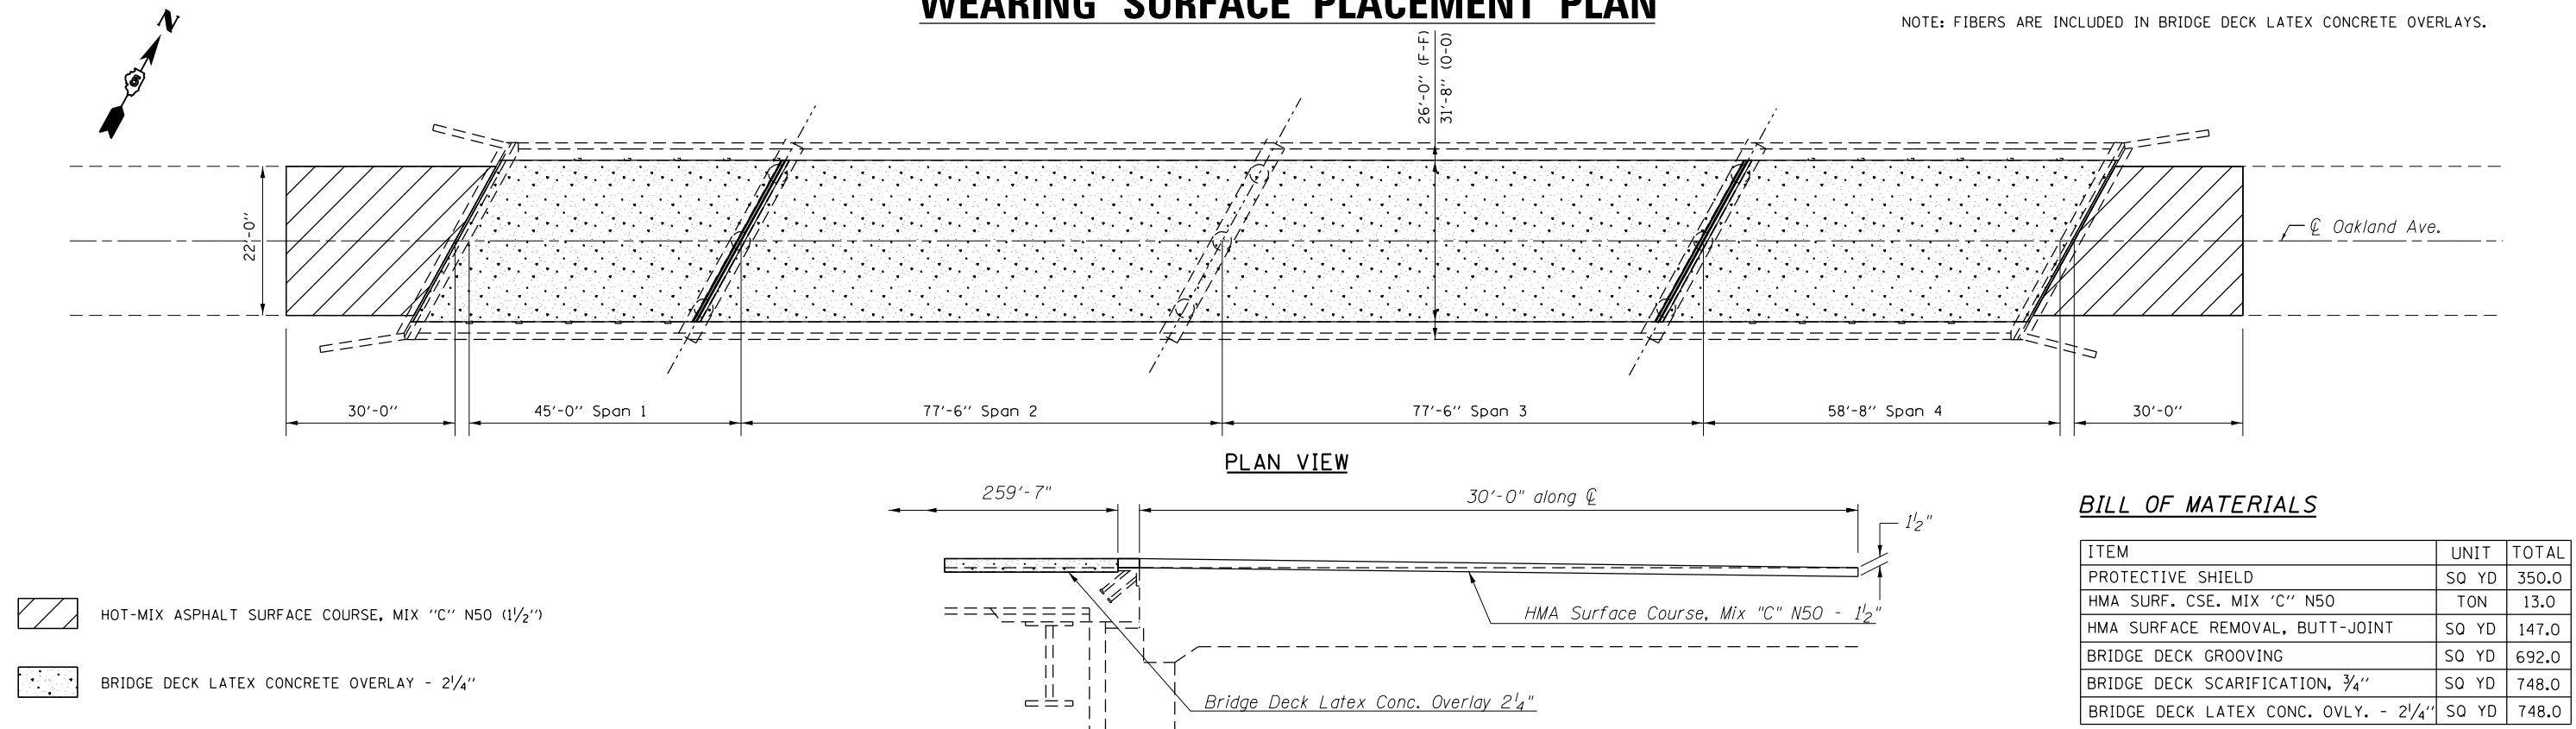 WEARING SURFACE PLACEMENT PLAN
NOTE: FIBERS ARE INCLUDED IN BRIDGE DECK LATEX CONCRETE OVERLAYS.
N
26'-0" (F-F)
31'-8" (O-O)
22'-0"
℄ Oakland Ave.
30'-0"
45'-0" Span 1
77'-6" Span 2
77'-6" Span 3
58'-8" Span 4
30'-0"
PLAN VIEW
259'-7"
30'-0" along ℄
1½"
HMA Surface Course, Mix "C" N50 - 1½"
Bridge Deck Latex Conc. Overlay 2¼"
HOT-MIX ASPHALT SURFACE COURSE, MIX "C" N50 (1½")
BRIDGE DECK LATEX CONCRETE OVERLAY - 2¼"
BILL OF MATERIALS
ITEM UNIT TOTAL
PROTECTIVE SHIELD SQ YD 350.0
HMA SURF. CSE. MIX 'C" N50 TON 13.0
HMA SURFACE REMOVAL, BUTT-JOINT SQ YD 147.0
BRIDGE DECK GROOVING SQ YD 692.0
BRIDGE DECK SCARIFICATION, ¾" SQ YD 748.0
BRIDGE DECK LATEX CONC. OVLY. - 2¼" SQ YD 748.0